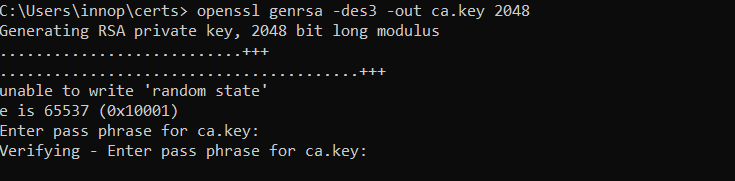 C:\Users\innop\certs> openssl genrsa -des3 -out ca.key 2048
Generating RSA private key, 2048 bit long modulus
............................+++
.........................................+++
unable to write 'random state'
e is 65537 (0x10001)
Enter pass phrase for ca.key:
Verifying - Enter pass phrase for ca.key: